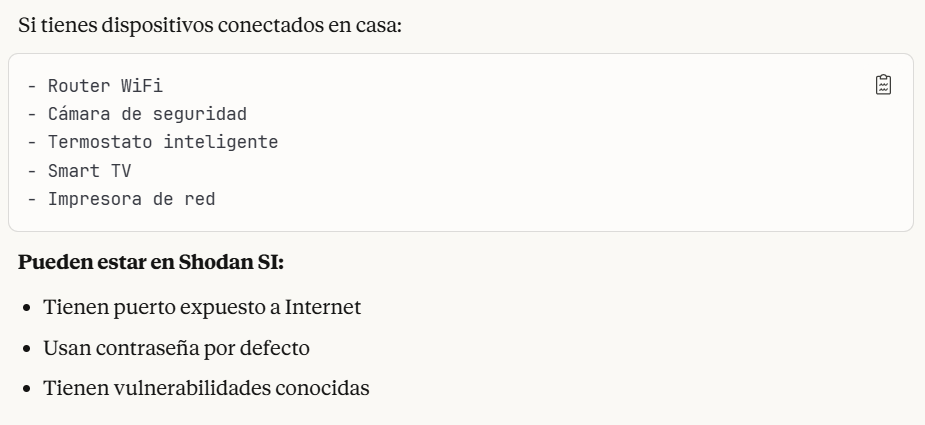 Si tienes dispositivos conectados en casa:
- Router WiFi
- Cámara de seguridad
- Termostato inteligente
- Smart TV
- Impresora de red
Pueden estar en Shodan SI:
• Tienen puerto expuesto a Internet
• Usan contraseña por defecto
• Tienen vulnerabilidades conocidas